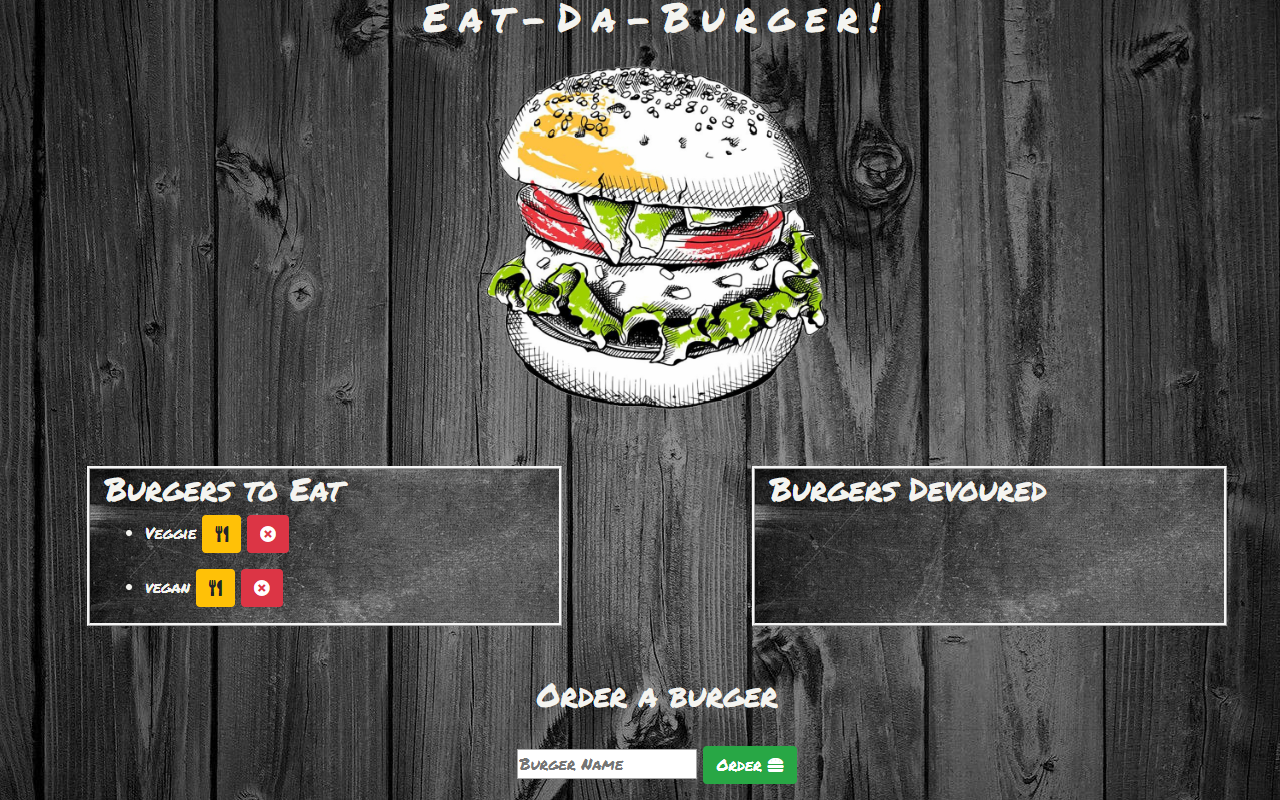 Eat-Da-Burger!
Burgers to Eat
Veggie
vegan
Burgers Devoured
Order a burger
Burger Name
Order